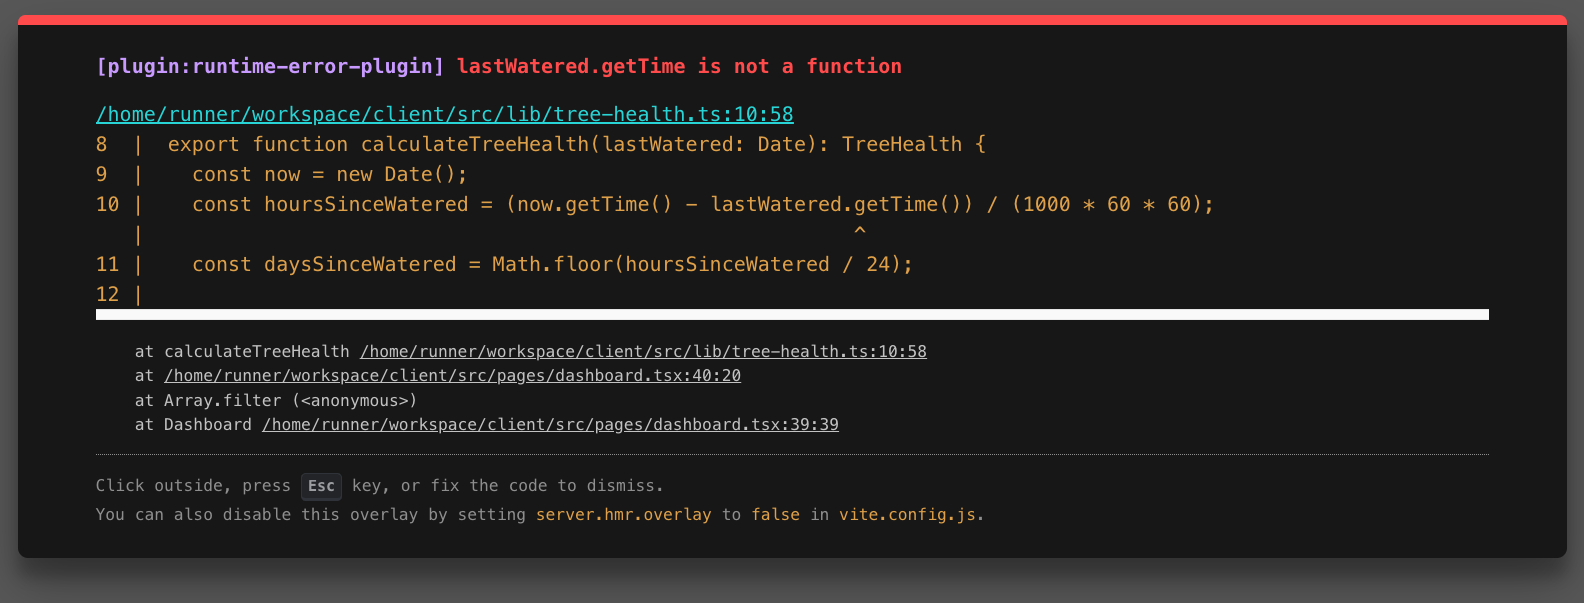 [plugin:runtime-error-plugin] lastWatered.getTime is not a function
/home/runner/workspace/client/src/lib/tree-health.ts:10:58
8  |  export function calculateTreeHealth(lastWatered: Date): TreeHealth {
9  |    const now = new Date();
10 |    const hoursSinceWatered = (now.getTime() - lastWatered.getTime()) / (1000 * 60 * 60);
   |                                                           ^
11 |    const daysSinceWatered = Math.floor(hoursSinceWatered / 24);
12 |
at calculateTreeHealth /home/runner/workspace/client/src/lib/tree-health.ts:10:58
at /home/runner/workspace/client/src/pages/dashboard.tsx:40:20
at Array.filter (<anonymous>)
at Dashboard /home/runner/workspace/client/src/pages/dashboard.tsx:39:39
Click outside, press Esc key, or fix the code to dismiss.
You can also disable this overlay by setting server.hmr.overlay to false in vite.config.js.